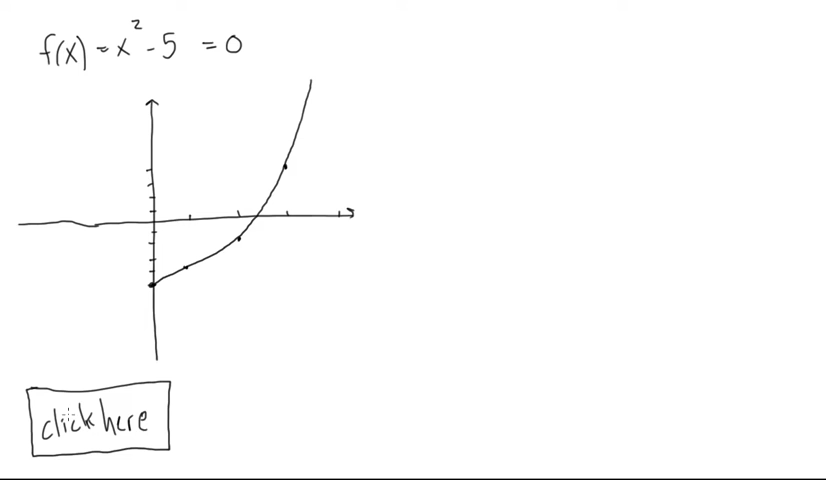 f(x) = x² - 5 = 0
click here